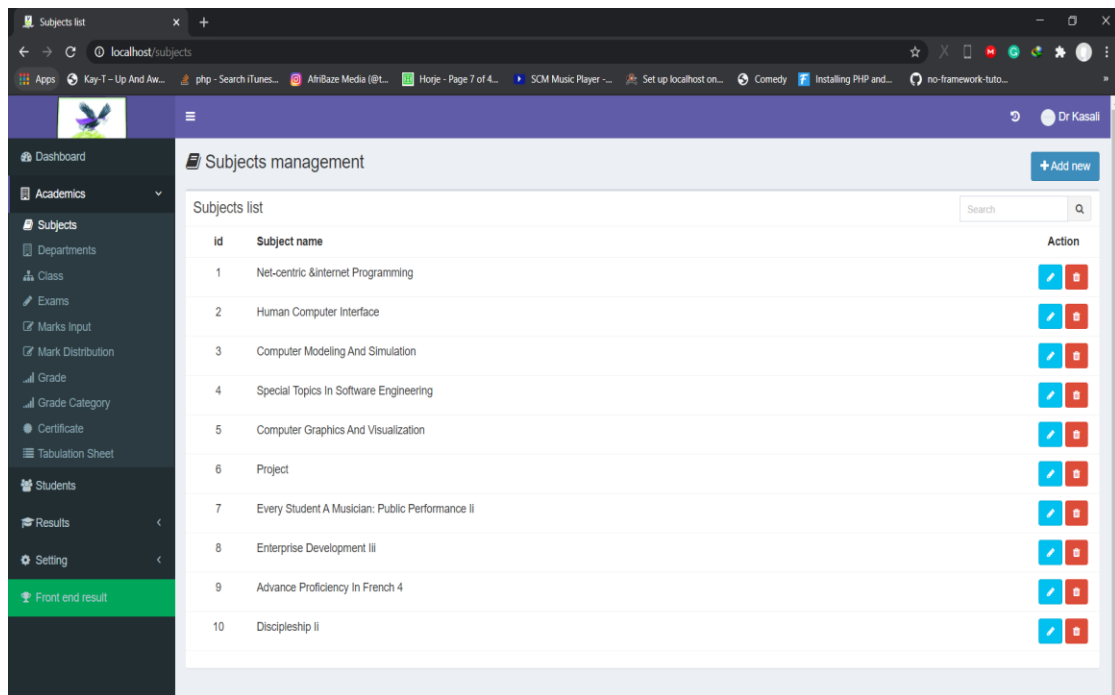 Subjects list
localhost/subjects
Apps Kay-T – Up And Aw... php - Search iTunes... AfriBaze Media (@t... Horje - Page 7 of 4... SCM Music Player -... Set up localhost on... Comedy Installing PHP and... no-framework-tuto... »
Dr Kasali
Dashboard
Academics
Subjects
Departments
Class
Exams
Marks Input
Mark Distribution
Grade
Grade Category
Certificate
Tabulation Sheet
Students
Results
Setting
Front end result
Subjects management
+ Add new
Subjects list
Search
id Subject name Action
1 Net-centric &internet Programming
2 Human Computer Interface
3 Computer Modeling And Simulation
4 Special Topics In Software Engineering
5 Computer Graphics And Visualization
6 Project
7 Every Student A Musician: Public Performance Ii
8 Enterprise Development Iii
9 Advance Proficiency In French 4
10 Discipleship Ii